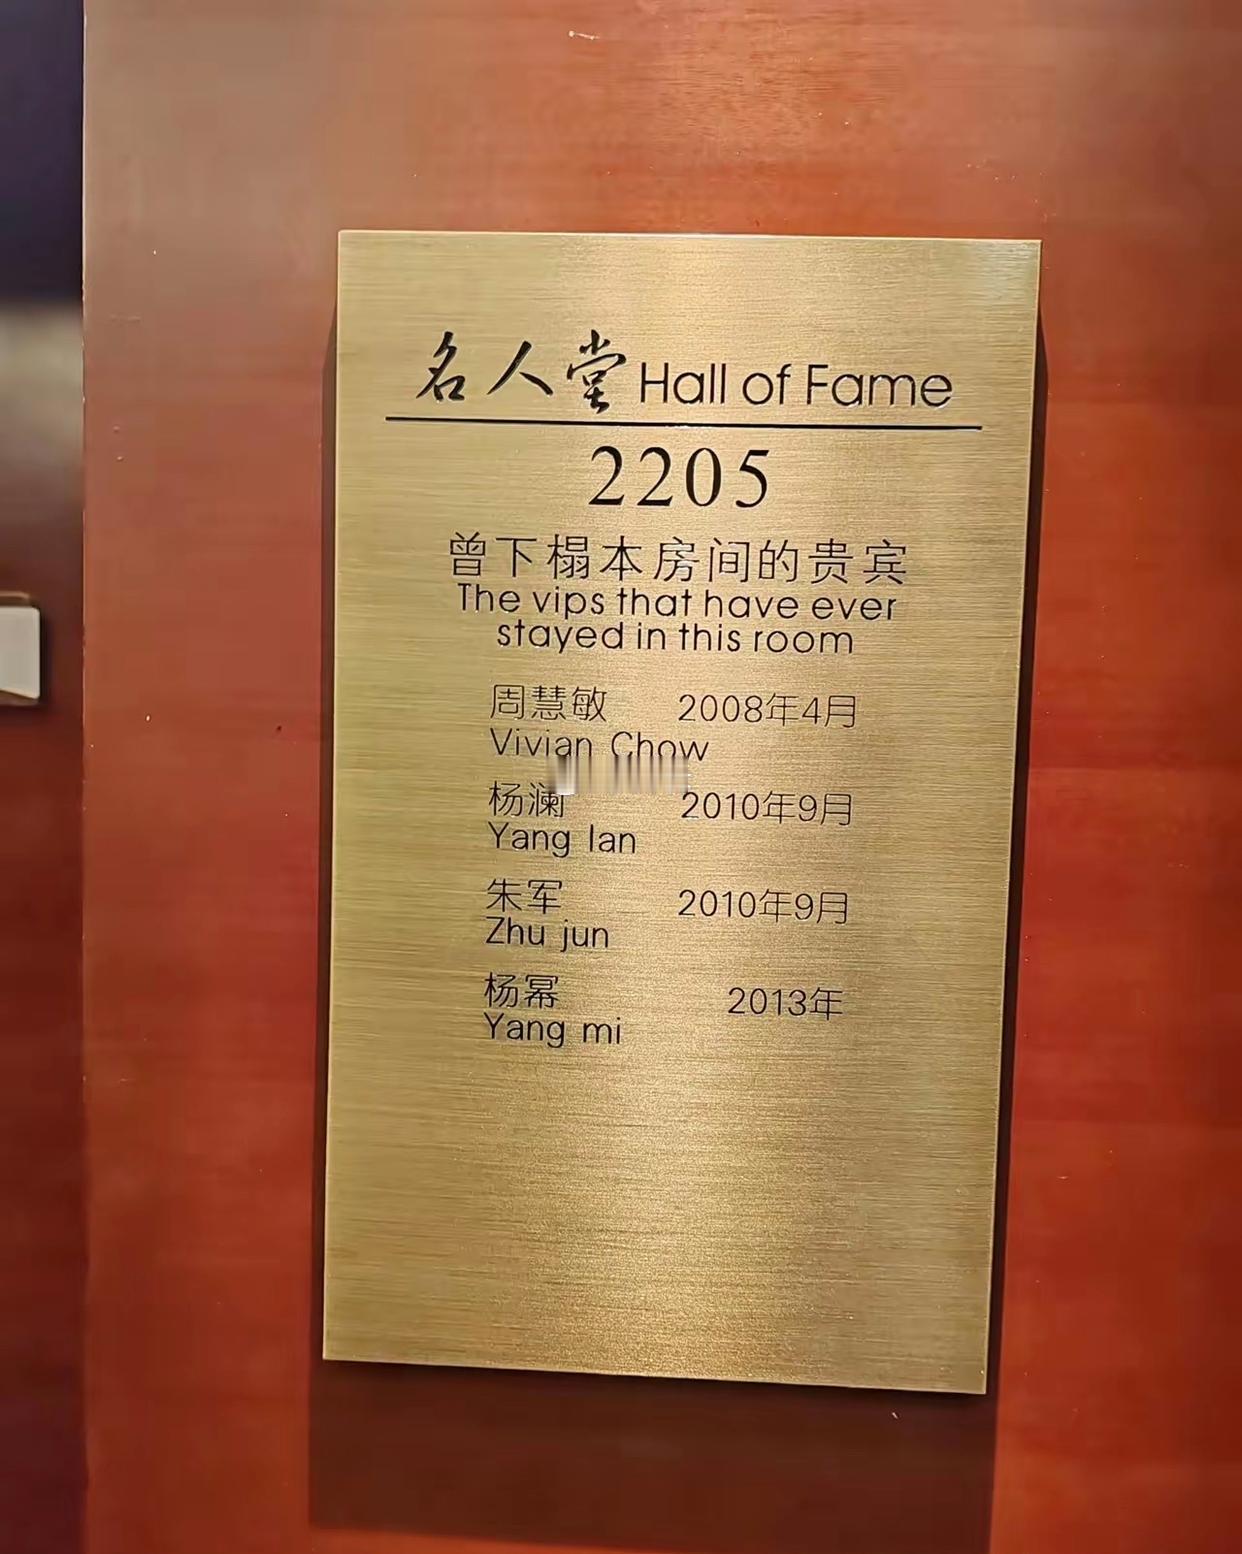 名人堂 Hall of Fame
2205
曾下榻本房间的贵宾
The vips that have ever
stayed in this room
周慧敏 2008年4月
Vivian Chow
杨澜 2010年9月
Yang lan
朱军 2010年9月
Zhu jun
杨幂 2013年
Yang mi